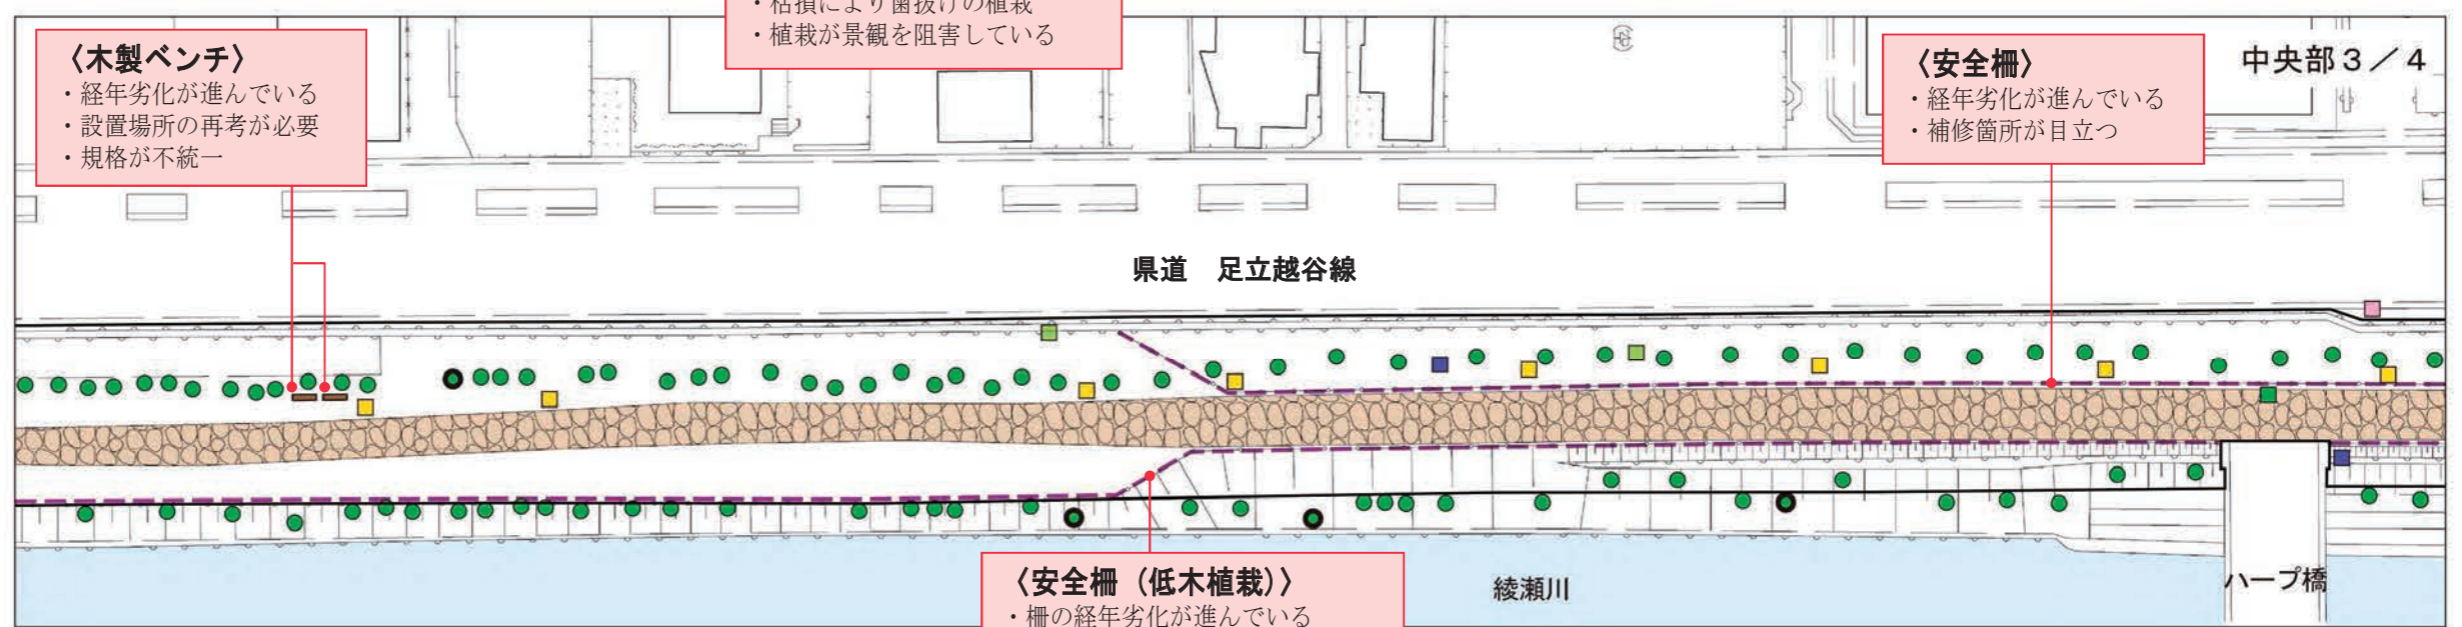 ・枯損により歯抜けの植栽
・植栽が景観を阻害している
〈木製ベンチ〉
・経年劣化が進んでいる
・設置場所の再考が必要
・規格が不統一
〈安全柵〉
・経年劣化が進んでいる
・補修箇所が目立つ
中央部3/4
県道 足立越谷線
〈安全柵（低木植栽）〉
・柵の経年劣化が進んでいる
綾瀬川
ハープ橋